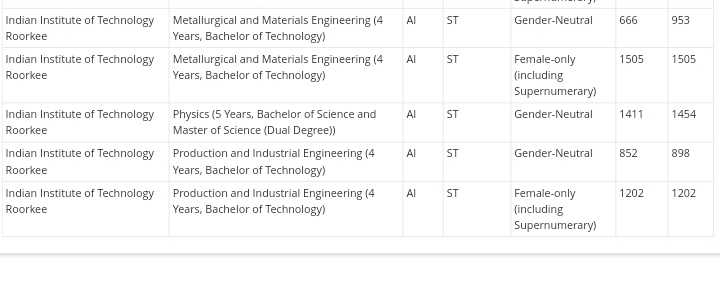 Indian Institute of Technology Metallurgical and Materials Engineering (4 AI ST Gender-Neutral 666 953
Roorkee Years, Bachelor of Technology)
Indian Institute of Technology Metallurgical and Materials Engineering (4 AI ST Female-only 1505 1505
Roorkee Years, Bachelor of Technology) (including
Supernumerary)
Indian Institute of Technology Physics (5 Years, Bachelor of Science and AI ST Gender-Neutral 1411 1454
Roorkee Master of Science (Dual Degree))
Indian Institute of Technology Production and Industrial Engineering (4 AI ST Gender-Neutral 852 898
Roorkee Years, Bachelor of Technology)
Indian Institute of Technology Production and Industrial Engineering (4 AI ST Female-only 1202 1202
Roorkee Years, Bachelor of Technology) (including
Supernumerary)